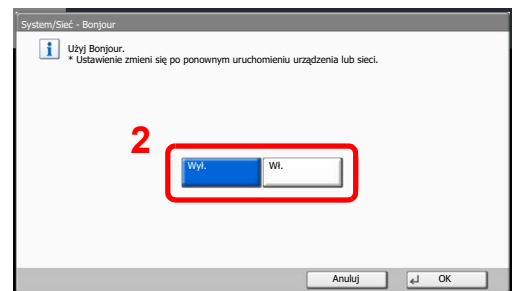 System/Sieć - Bonjour
Użyj Bonjour.
* Ustawienie zmieni się po ponownym uruchomieniu urządzenia lub sieci.
2
Wył. Wł.
Anuluj OK